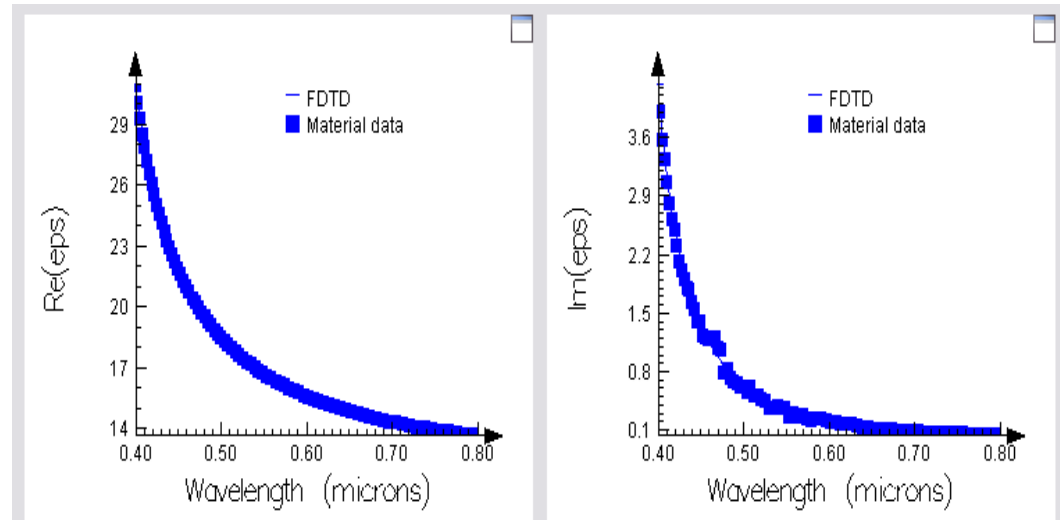 FDTD
Material data
29
26
23
20
17
14
Re(eps)
0.40 0.50 0.60 0.70 0.80
Wavelength (microns)
FDTD
Material data
3.6
2.9
2.2
1.5
0.8
0.1
Im(eps)
0.40 0.50 0.60 0.70 0.80
Wavelength (microns)